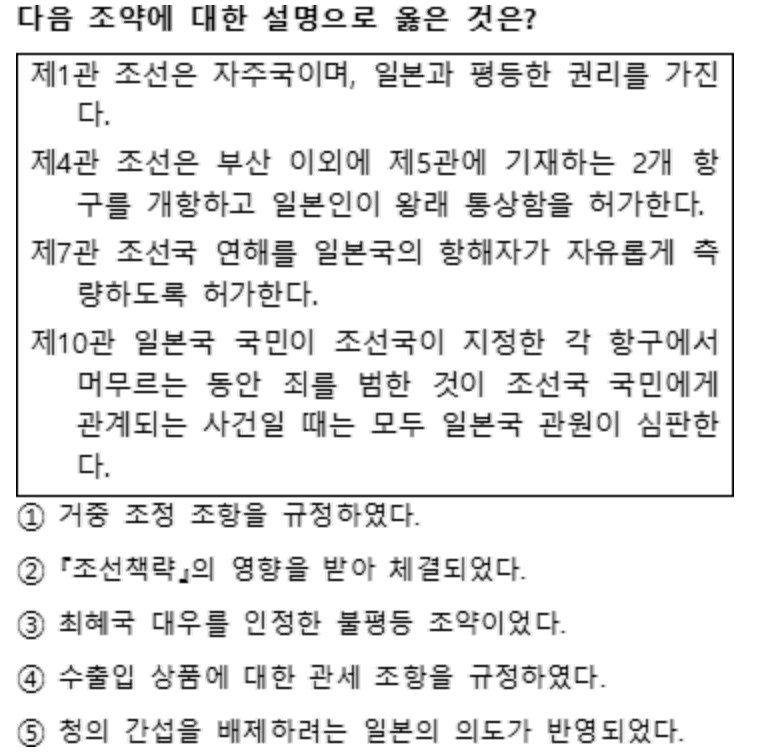 다음 조약에 대한 설명으로 옳은 것은?
제1관 조선은 자주국이며, 일본과 평등한 권리를 가진
다.
제4관 조선은 부산 이외에 제5관에 기재하는 2개 항
구를 개항하고 일본인이 왕래 통상함을 허가한다.
제7관 조선국 연해를 일본국의 항해자가 자유롭게 측
량하도록 허가한다.
제10관 일본국 국민이 조선국이 지정한 각 항구에서
머무르는 동안 죄를 범한 것이 조선국 국민에게
관계되는 사건일 때는 모두 일본국 관원이 심판한
다.
① 거중 조정 조항을 규정하였다.
② 『조선책략』의 영향을 받아 체결되었다.
③ 최혜국 대우를 인정한 불평등 조약이었다.
④ 수출입 상품에 대한 관세 조항을 규정하였다.
⑤ 청의 간섭을 배제하려는 일본의 의도가 반영되었다.